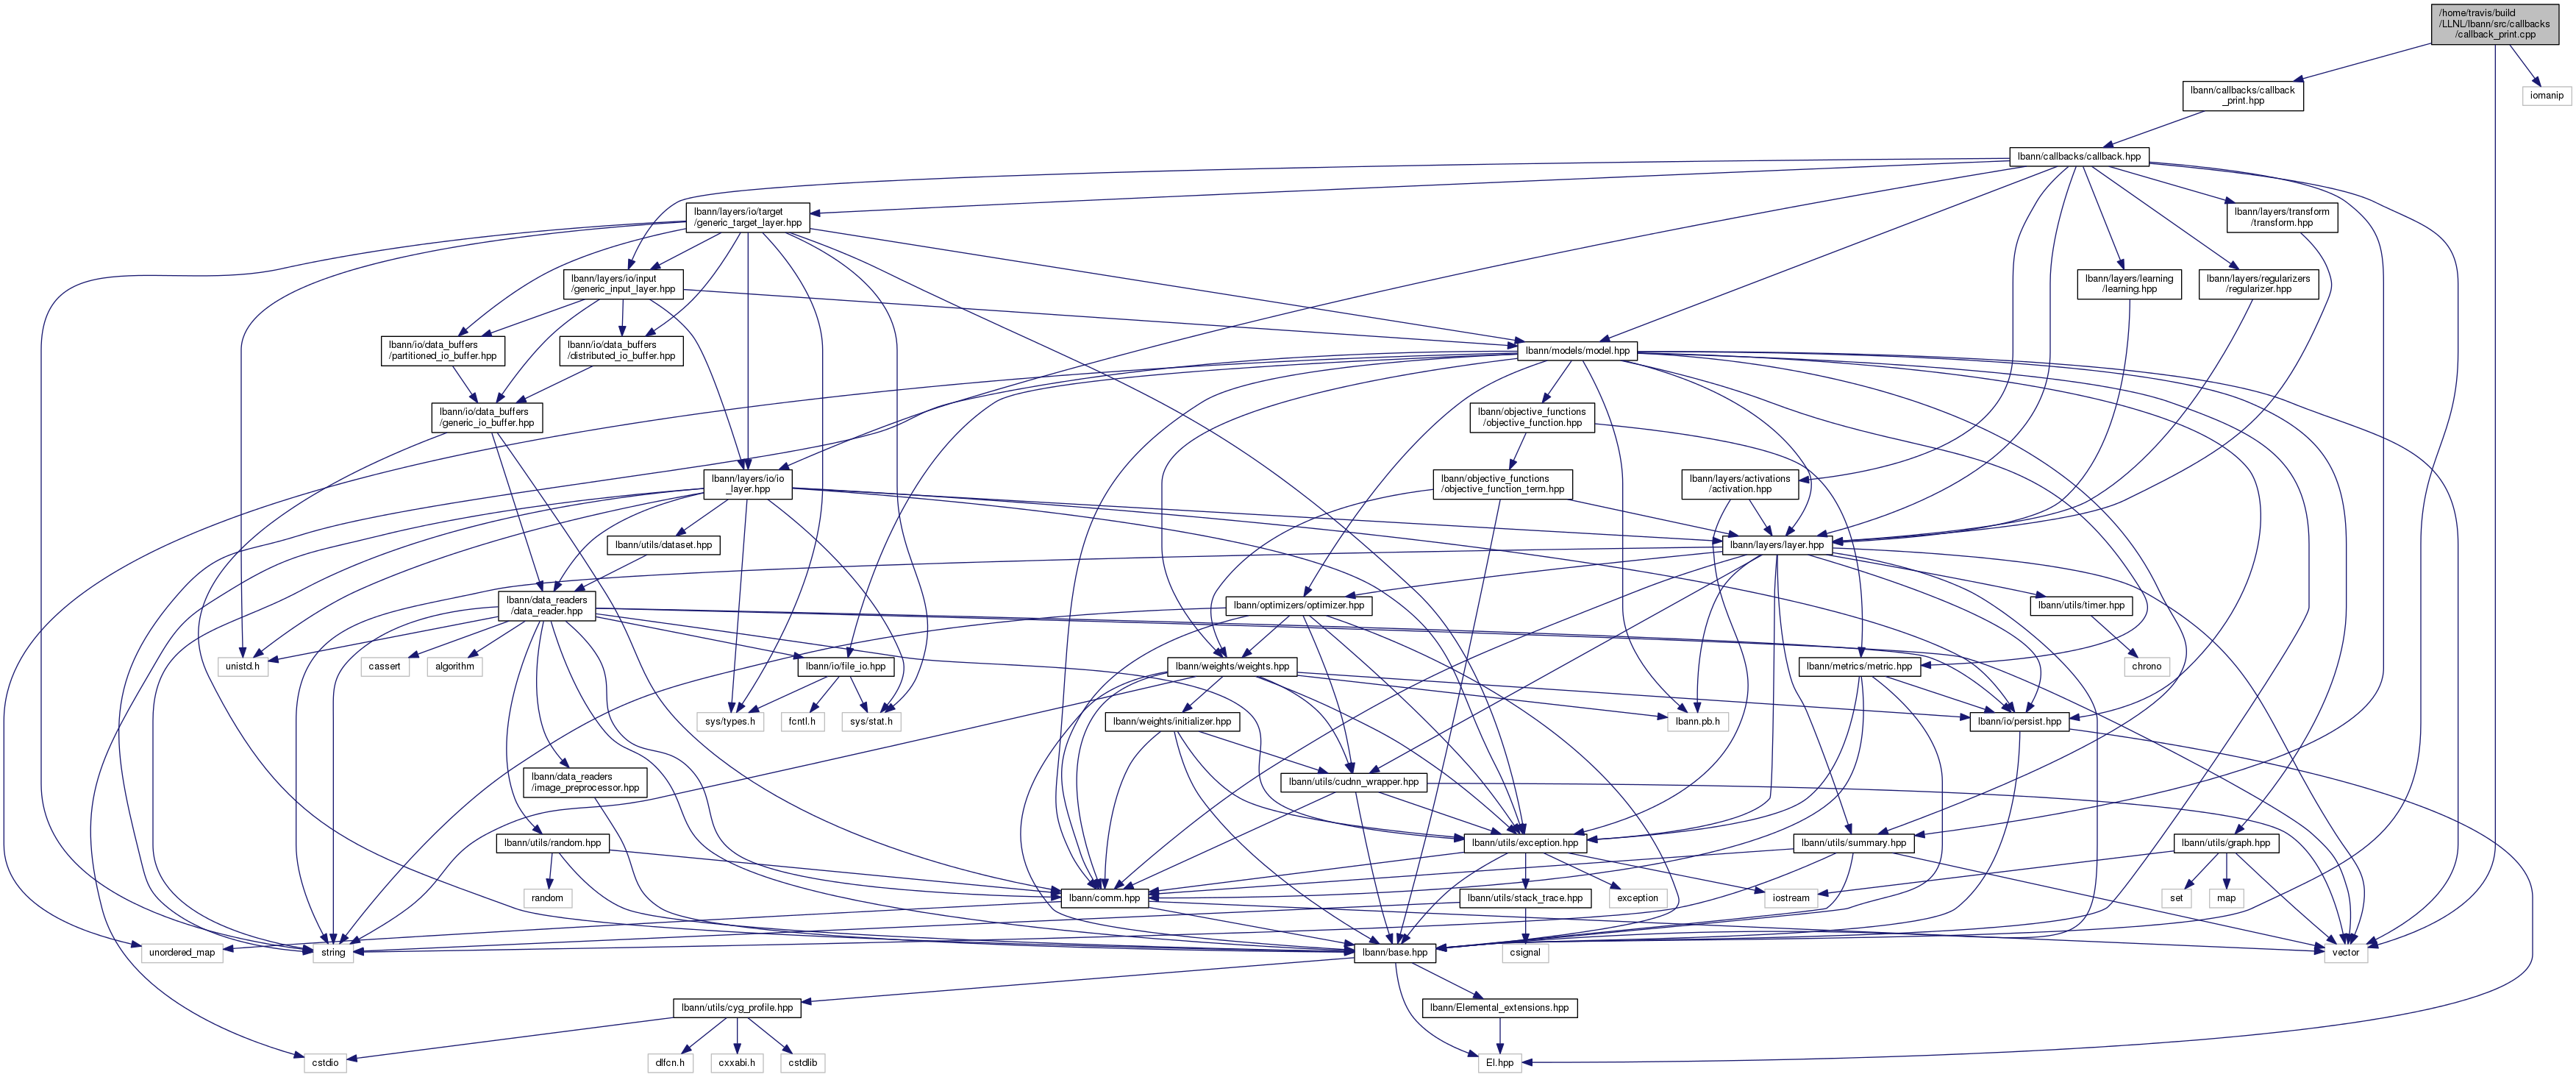 /home/travis/build
/LLNL/lbann/src/callbacks
/callback_print.cpp
lbann/callbacks/callback
_print.hpp
iomanip
lbann/callbacks/callback.hpp
lbann/layers/io/target
/generic_target_layer.hpp
lbann/layers/transform
/transform.hpp
lbann/layers/io/input
/generic_input_layer.hpp
lbann/layers/learning
/learning.hpp
lbann/layers/regularizers
/regularizer.hpp
lbann/io/data_buffers
/partitioned_io_buffer.hpp
lbann/io/data_buffers
/distributed_io_buffer.hpp
lbann/models/model.hpp
lbann/io/data_buffers
/generic_io_buffer.hpp
lbann/objective_functions
/objective_function.hpp
lbann/layers/io/io
_layer.hpp
lbann/objective_functions
/objective_function_term.hpp
lbann/layers/activations
/activation.hpp
lbann/utils/dataset.hpp
lbann/layers/layer.hpp
lbann/data_readers
/data_reader.hpp
lbann/optimizers/optimizer.hpp
lbann/utils/timer.hpp
unistd.h
cassert
algorithm
lbann/io/file_io.hpp
lbann/weights/weights.hpp
lbann/metrics/metric.hpp
chrono
sys/types.h
fcntl.h
sys/stat.h
lbann/weights/initializer.hpp
lbann.pb.h
lbann/io/persist.hpp
lbann/data_readers
/image_preprocessor.hpp
lbann/utils/cudnn_wrapper.hpp
lbann/utils/random.hpp
lbann/utils/exception.hpp
lbann/utils/summary.hpp
lbann/utils/graph.hpp
random
lbann/comm.hpp
lbann/utils/stack_trace.hpp
exception
iostream
set
map
unordered_map
string
lbann/base.hpp
csignal
vector
lbann/utils/cyg_profile.hpp
lbann/Elemental_extensions.hpp
cstdio
dlfcn.h
cxxabi.h
cstdlib
El.hpp